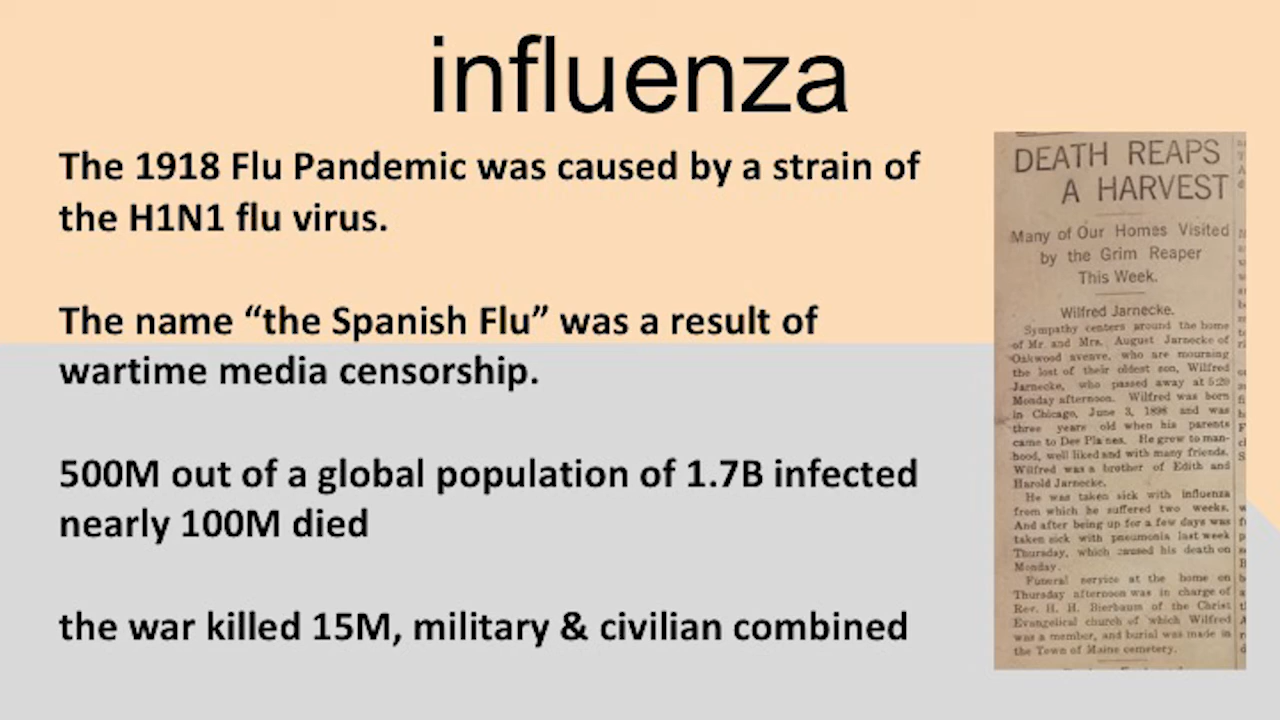 influenza
The 1918 Flu Pandemic was caused by a strain of
the H1N1 flu virus.
The name “the Spanish Flu” was a result of
wartime media censorship.
500M out of a global population of 1.7B infected
nearly 100M died
the war killed 15M, military & civilian combined
DEATH REAPS
A HARVEST
Many of Our Homes Visited
by the Grim Reaper
This Week.
Wilfred Jarnecke.
Sympathy centers around the home
of Mr. and Mrs. August Jarnecke of
Oakwood aveave, who are mourning
the lost of their oldest son, Wilfred
Jarnecke, who passed away at 5:20
Monday afternoon. Wilfred was born
in Chicago, June 3, 1898 and was
three years old when his parents
came to Des Plaines. He grew to man-
hood, well liked and with many friends.
Wilfred was a brother of Edith and
Harold Jarnecke.
He was taken sick with influenza
from which he suffered two weeks.
And after being up for a few days was
taken sick with pneumonia last week
Thursday, which caused his death on
Monday.
Funeral service at the home on
Thursday afternoon was in charge of
Rev. H. H. Bierbaum of the Christ
Evangelical church of which Wilfred
was a member, and burial was made in
the Town of Maine cemetery.